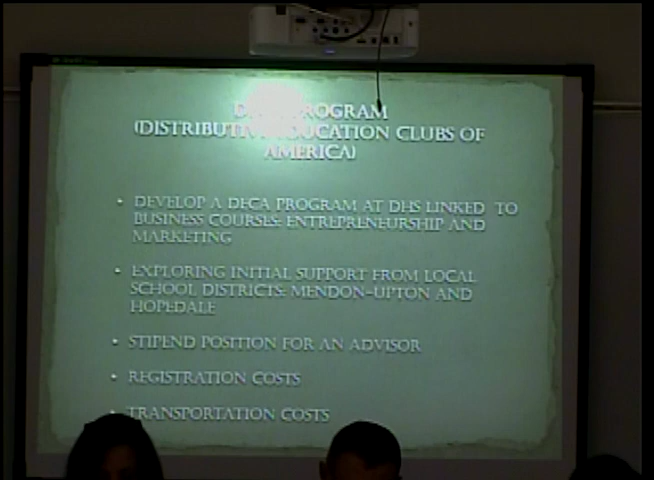 PROGRAM
(DISTRIBUTIVE EDUCATION CLUBS OF
AMERICA)
• DEVELOP A DECA PROGRAM AT DHS LINKED TO
BUSINESS COURSES: ENTREPRENEURSHIP AND
MARKETING
• EXPLORING INITIAL SUPPORT FROM LOCAL
SCHOOL DISTRICTS: MENDON-UPTON AND
HOPEDALE
• STIPEND POSITION FOR AN ADVISOR
• REGISTRATION COSTS
• TRANSPORTATION COSTS